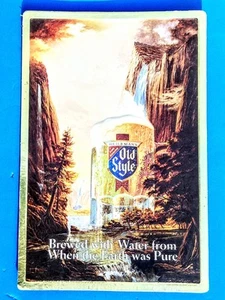 Old
Style
Brewed with Water from
When the Earth was Pure